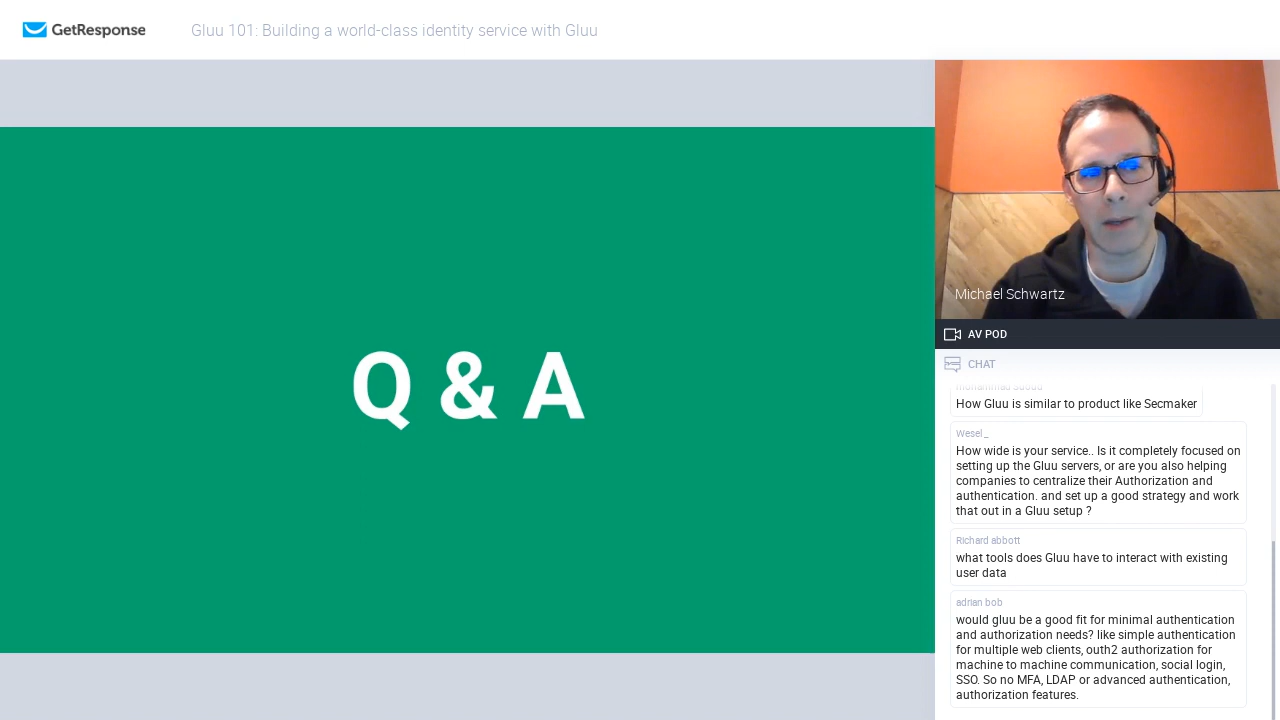 GetResponse
Gluu 101: Building a world-class identity service with Gluu
Q & A
Michael Schwartz
AV POD
CHAT
How Gluu is similar to product like Secmaker
Wesel_
How wide is your service.. Is it completely focused on
setting up the Gluu servers, or are you also helping
companies to centralize their Authorization and
authentication. and set up a good strategy and work
that out in a Gluu setup ?
Richard abbott
what tools does Gluu have to interact with existing
user data
adrian bob
would gluu be a good fit for minimal authentication
and authorization needs? like simple authentication
for multiple web clients, outh2 authorization for
machine to machine communication, social login,
SSO. So no MFA, LDAP or advanced authentication,
authorization features.